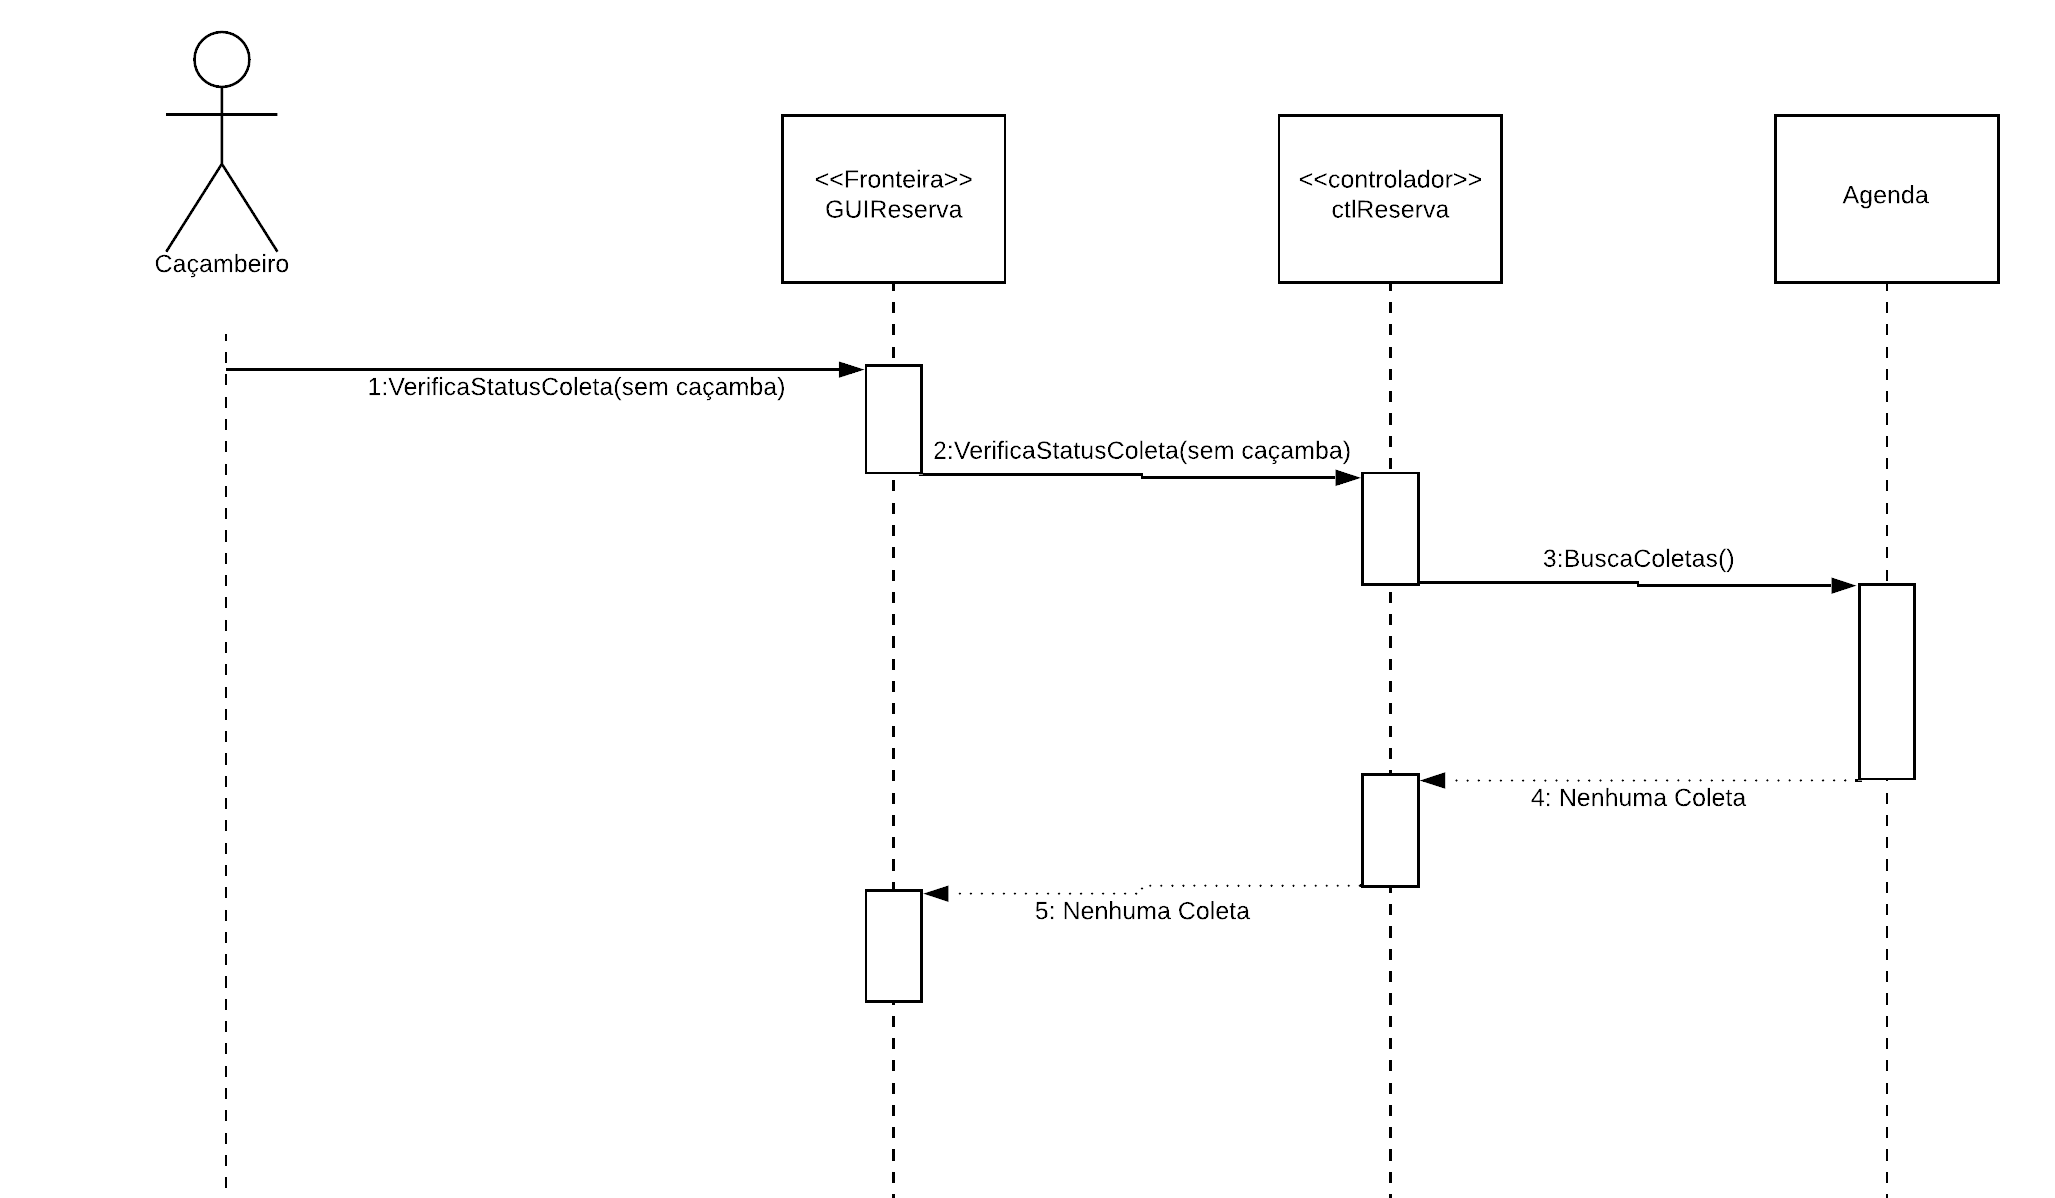 Caçambeiro
<<Fronteira>>
GUIReserva
<<controlador>>
ctlReserva
Agenda
1:VerificaStatusColeta(sem caçamba)
2:VerificaStatusColeta(sem caçamba)
3:BuscaColetas()
4: Nenhuma Coleta
5: Nenhuma Coleta